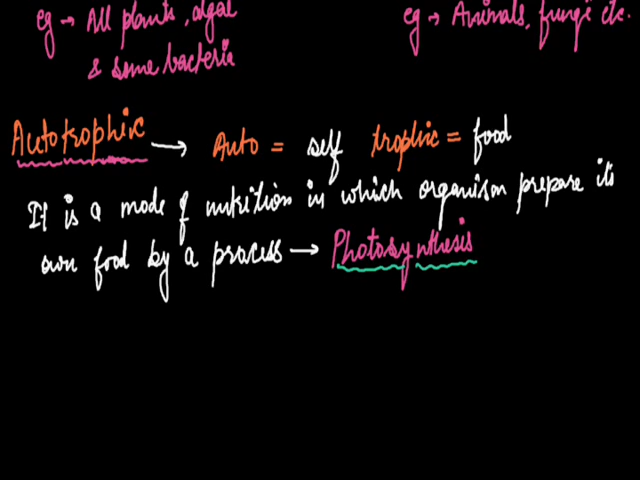 eg → All plants, algae
& some bacteria
eg → Animals, fungi etc.
Autotrophic → Auto = self trophic = food
It is a mode of nutrition in which organism prepare its
own food by a process → Photosynthesis